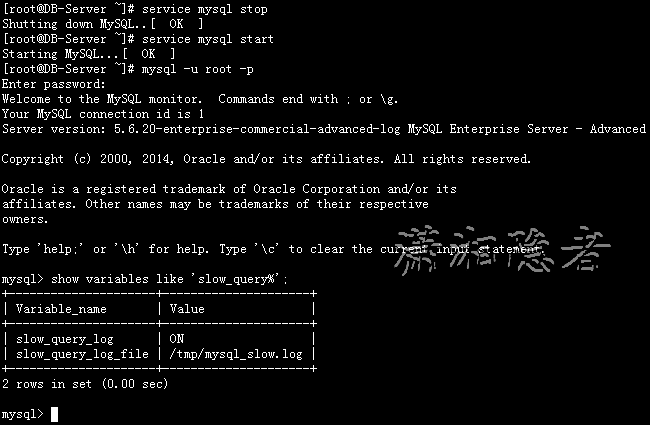 [root@DB-Server ~]# service mysql stop
Shutting down MySQL..[  OK  ]
[root@DB-Server ~]# service mysql start
Starting MySQL...[  OK  ]
[root@DB-Server ~]# mysql -u root -p
Enter password:
Welcome to the MySQL monitor.  Commands end with ; or \g.
Your MySQL connection id is 1
Server version: 5.6.20-enterprise-commercial-advanced-log MySQL Enterprise Server - Advanced
Copyright (c) 2000, 2014, Oracle and/or its affiliates. All rights reserved.
Oracle is a registered trademark of Oracle Corporation and/or its
affiliates. Other names may be trademarks of their respective
owners.
Type 'help;' or '\h' for help. Type '\c' to clear the current input statement.
潇湘隐者
mysql> show variables like 'slow_query%';
+---------------------+---------------------+
| Variable_name       | Value               |
+---------------------+---------------------+
| slow_query_log      | ON                  |
| slow_query_log_file | /tmp/mysql_slow.log |
+---------------------+---------------------+
2 rows in set (0.00 sec)
mysql>